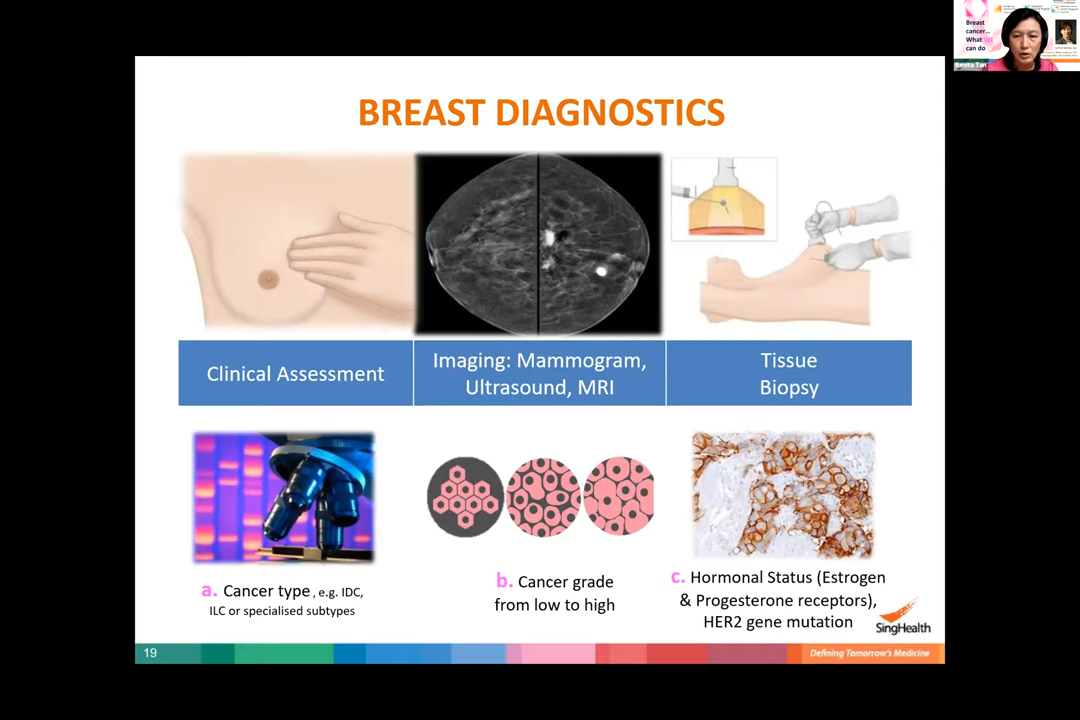 Breast
cancer...
What WE
can do
Benita Tan
BREAST DIAGNOSTICS
Clinical Assessment
Imaging: Mammogram,
Ultrasound, MRI
Tissue
Biopsy
a. Cancer type , e.g. IDC,
ILC or specialised subtypes
b. Cancer grade
from low to high
c. Hormonal Status (Estrogen
& Progesterone receptors),
HER2 gene mutation
SingHealth
19
Defining Tomorrow's Medicine